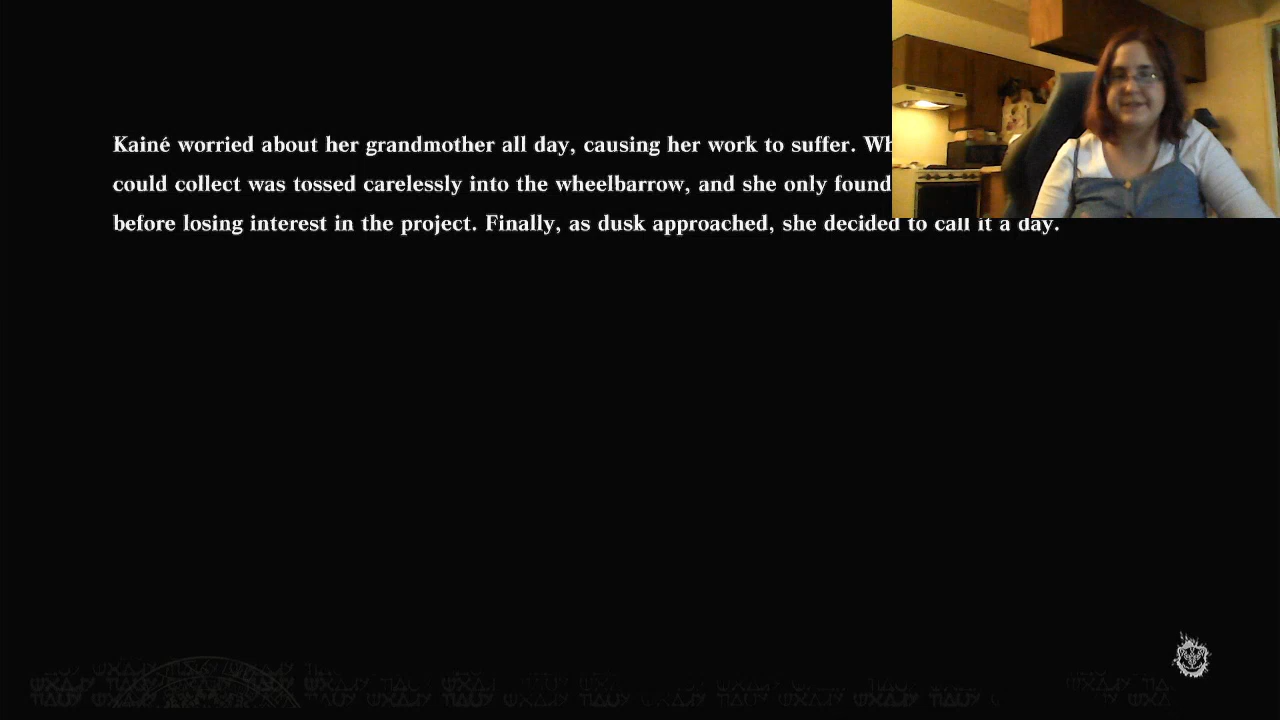 Kainé worried about her grandmother all day, causing her work to suffer.
could collect was tossed carelessly into the wheelbarrow, and she only found
before losing interest in the project. Finally, as dusk approached, she decided to call it a day.